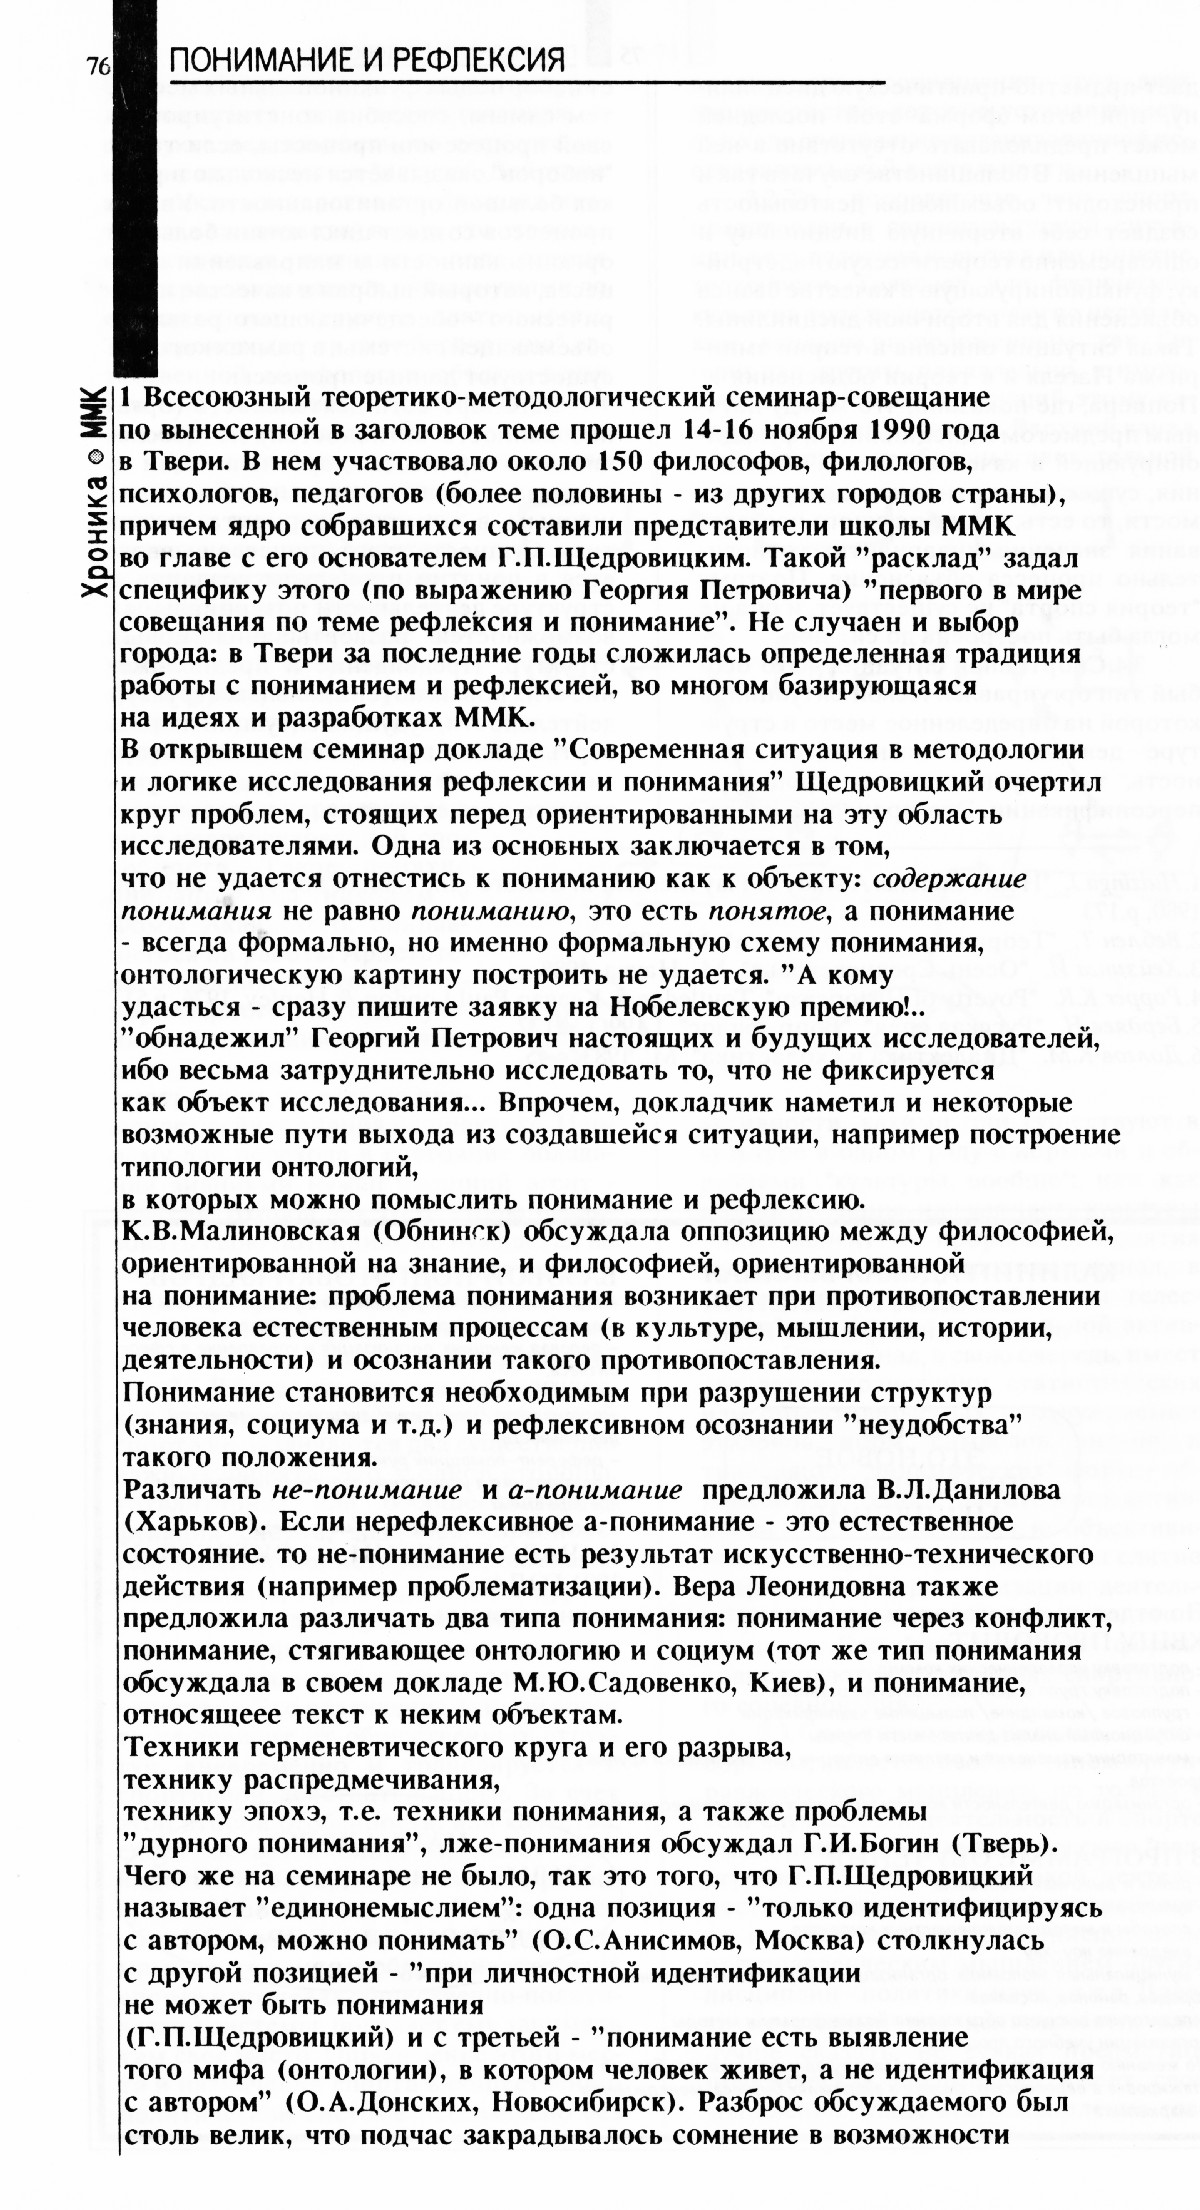 76
ПОНИМАНИЕ И РЕФЛЕКСИЯ
Хроника ● ММК
1 Всесоюзный теоретико-методологический семинар-совещание
по вынесенной в заголовок теме прошел 14-16 ноября 1990 года
в Твери. В нем участвовало около 150 философов, филологов,
психологов, педагогов (более половины - из других городов страны),
причем ядро собравшихся составили представители школы ММК
во главе с его основателем Г.П.Щедровицким. Такой "расклад" задал
специфику этого (по выражению Георгия Петровича) "первого в мире
совещания по теме рефлексия и понимание". Не случаен и выбор
города: в Твери за последние годы сложилась определенная традиция
работы с пониманием и рефлексией, во многом базирующаяся
на идеях и разработках ММК.
В открывшем семинар докладе "Современная ситуация в методологии
и логике исследования рефлексии и понимания" Щедровицкий очертил
круг проблем, стоящих перед ориентированными на эту область
исследователями. Одна из основных заключается в том,
что не удается отнестись к пониманию как к объекту: содержание
понимания не равно пониманию, это есть понятое, а понимание
- всегда формально, но именно формальную схему понимания,
онтологическую картину построить не удается. "А кому
удасться - сразу пишите заявку на Нобелевскую премию!..
"обнадежил" Георгий Петрович настоящих и будущих исследователей,
ибо весьма затруднительно исследовать то, что не фиксируется
как объект исследования... Впрочем, докладчик наметил и некоторые
возможные пути выхода из создавшейся ситуации, например построение
типологии онтологий,
в которых можно помыслить понимание и рефлексию.
К.В.Малиновская (Обнинск) обсуждала оппозицию между философией,
ориентированной на знание, и философией, ориентированной
на понимание: проблема понимания возникает при противопоставлении
человека естественным процессам (в культуре, мышлении, истории,
деятельности) и осознании такого противопоставления.
Понимание становится необходимым при разрушении структур
(знания, социума и т.д.) и рефлексивном осознании "неудобства"
такого положения.
Различать не-понимание и а-понимание предложила В.Л.Данилова
(Харьков). Если нерефлексивное а-понимание - это естественное
состояние. то не-понимание есть результат искусственно-технического
действия (например проблематизации). Вера Леонидовна также
предложила различать два типа понимания: понимание через конфликт,
понимание, стягивающее онтологию и социум (тот же тип понимания
обсуждала в своем докладе М.Ю.Садовенко, Киев), и понимание,
относящееее текст к неким объектам.
Техники герменевтического круга и его разрыва,
технику распредмечивания,
технику эпохэ, т.е. техники понимания, а также проблемы
"дурного понимания", лже-понимания обсуждал Г.И.Богин (Тверь).
Чего же на семинаре не было, так это того, что Г.П.Щедровицкий
называет "единонемыслием": одна позиция - "только идентифицируясь
с автором, можно понимать" (О.С.Анисимов, Москва) столкнулась
с другой позицией - "при личностной идентификации
не может быть понимания
(Г.П.Щедровицкий) и с третьей - "понимание есть выявление
того мифа (онтологии), в котором человек живет, а не идентификация
с автором" (О.А.Донских, Новосибирск). Разброс обсуждаемого был
столь велик, что подчас закрадывалось сомнение в возможности